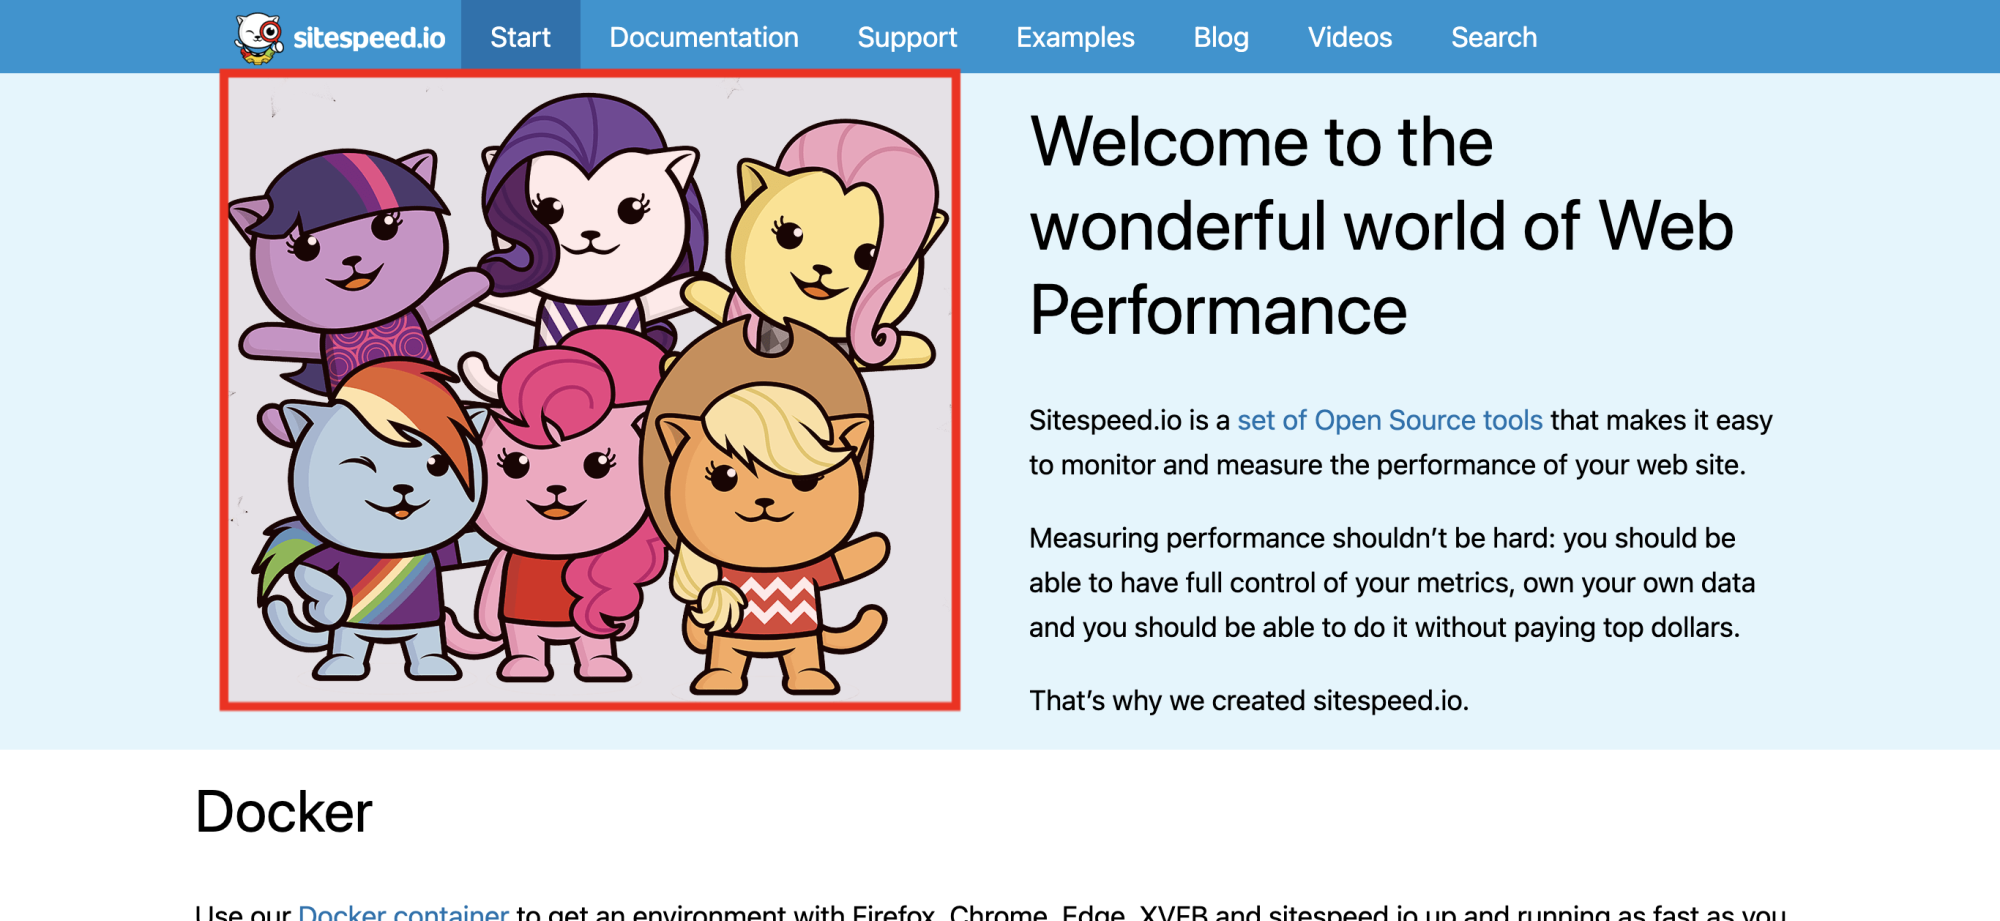 sitespeed.io Start Documentation Support Examples Blog Videos Search
Welcome to the
wonderful world of Web
Performance
Sitespeed.io is a set of Open Source tools that makes it easy
to monitor and measure the performance of your web site.
Measuring performance shouldn’t be hard: you should be
able to have full control of your metrics, own your own data
and you should be able to do it without paying top dollars.
That’s why we created sitespeed.io.
Docker
Use our Docker container to get an environment with Firefox, Chrome, Edge, XVFB and sitespeed.io up and running as fast as you